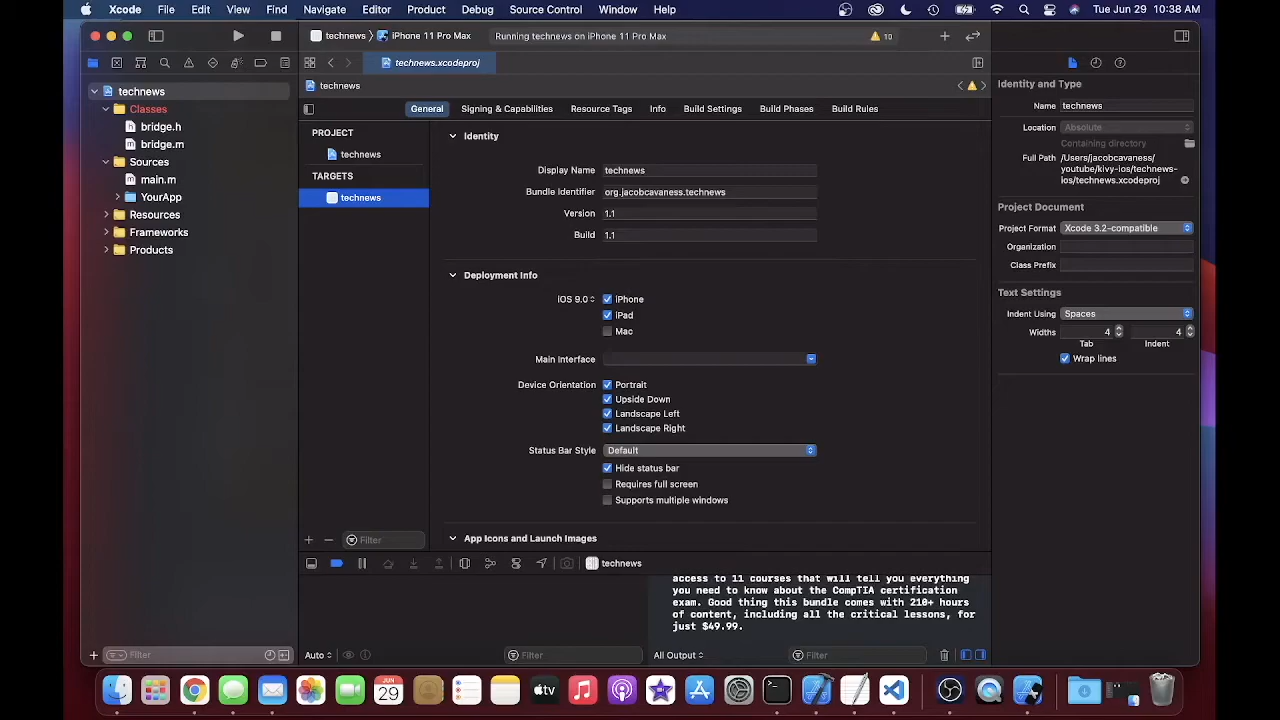 Xcode File Edit View Find Navigate Editor Product Debug Source Control Window Help Tue Jun 29 10:38 AM
technews iPhone 11 Pro Max Running technews on iPhone 11 Pro Max 10
technews.xcodeproj
technews
technews
Classes
bridge.h
bridge.m
Sources
main.m
YourApp
Resources
Frameworks
Products
Filter
General Signing & Capabilities Resource Tags Info Build Settings Build Phases Build Rules
PROJECT
technews
TARGETS
technews
Filter
Identity
Display Name technews
Bundle Identifier org.jacobcavaness.technews
Version 1.1
Build 1.1
Deployment Info
iOS 9.0 iPhone
iPad
Mac
Main Interface
Device Orientation Portrait
Upside Down
Landscape Left
Landscape Right
Status Bar Style Default
Hide status bar
Requires full screen
Supports multiple windows
App Icons and Launch Images
technews
access to 11 courses that will tell you everything
you need to know about the CompTIA certification
exam. Good thing this bundle comes with 210+ hours
of content, including all the critical lessons, for
just $49.99.
Auto Filter All Output Filter
Identity and Type
Name technews
Location Absolute
Containing directory
Full Path /Users/jacobcavaness/
youtube/kivy-ios/technews-
ios/technews.xcodeproj
Project Document
Project Format Xcode 3.2-compatible
Organization
Class Prefix
Text Settings
Indent Using Spaces
Widths 4 4
Tab Indent
Wrap lines
JUN
29
tv